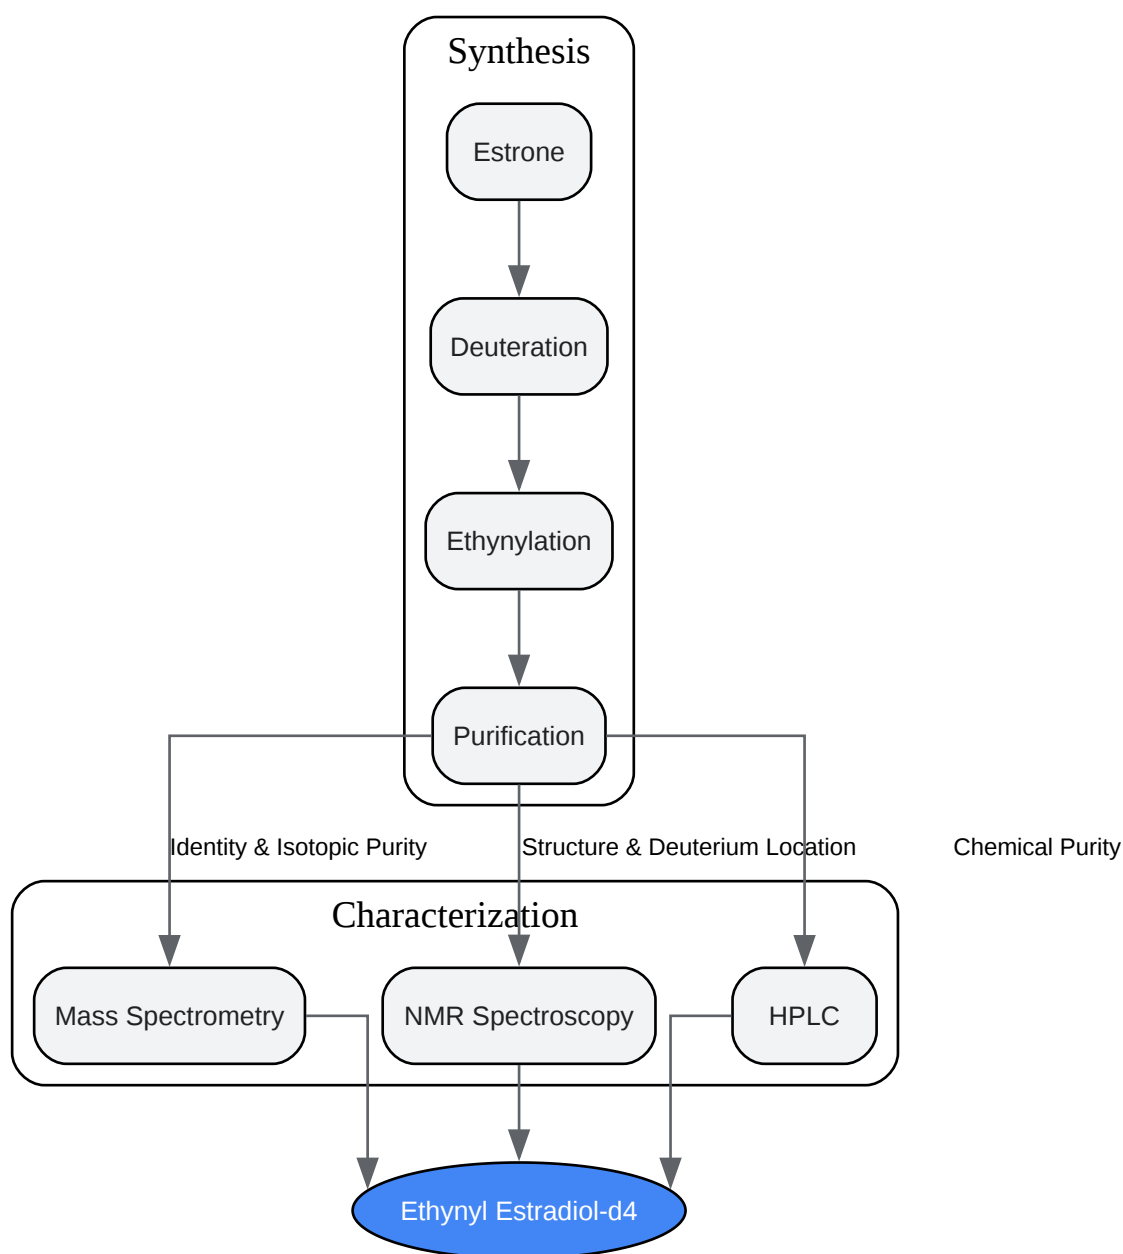 Synthesis
Estrone
Deuteration
Ethynylation
Purification
Identity & Isotopic Purity
Structure & Deuterium Location
Chemical Purity
Characterization
Mass Spectrometry
NMR Spectroscopy
HPLC
Ethynyl Estradiol-d4